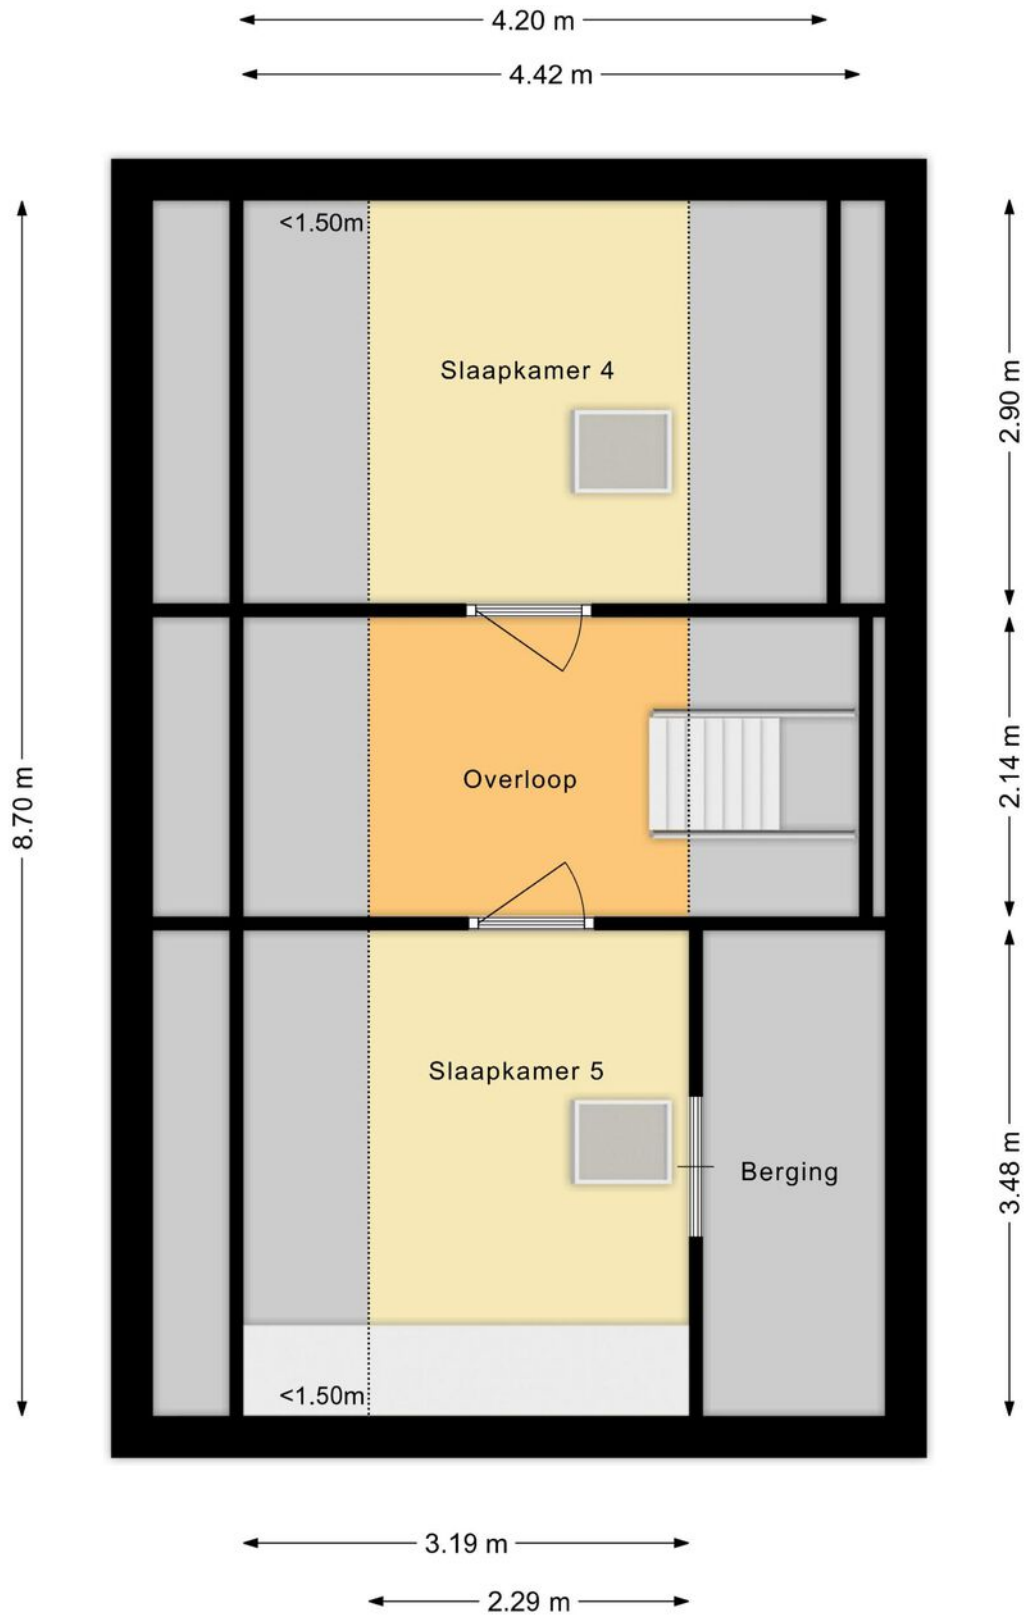 4.20 m
4.42 m
<1.50m
Slaapkamer 4
2.90 m
Overloop
2.14 m
8.70 m
Slaapkamer 5
Berging
3.48 m
<1.50m
3.19 m
2.29 m